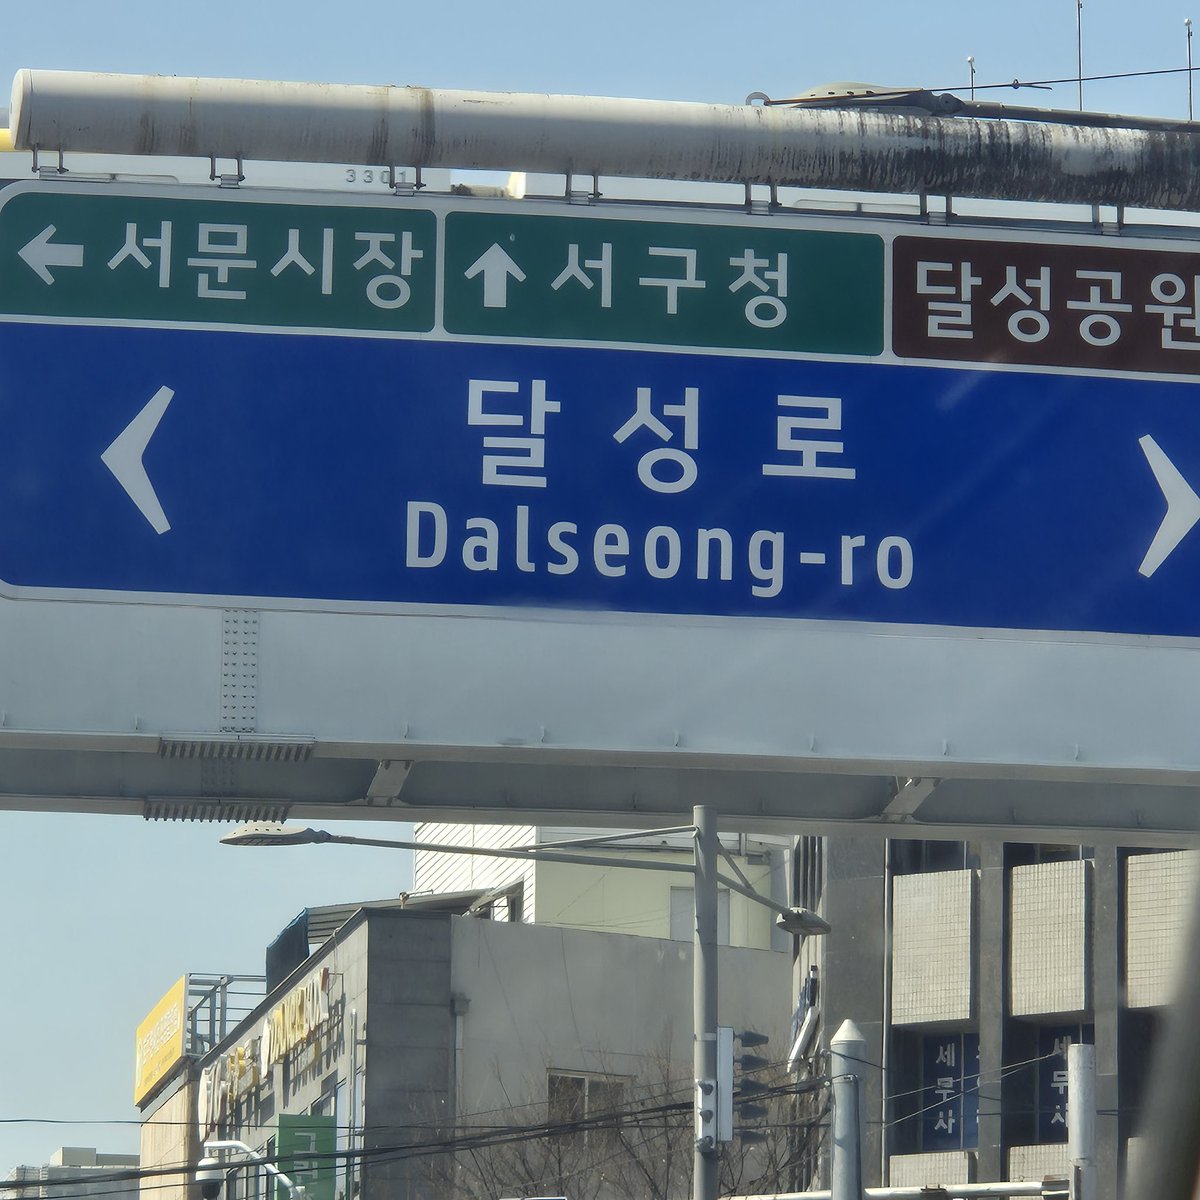 3301
← 서문시장
↑ 서구청
달성공원
달성로
Dalseong-ro
세무사
세무사